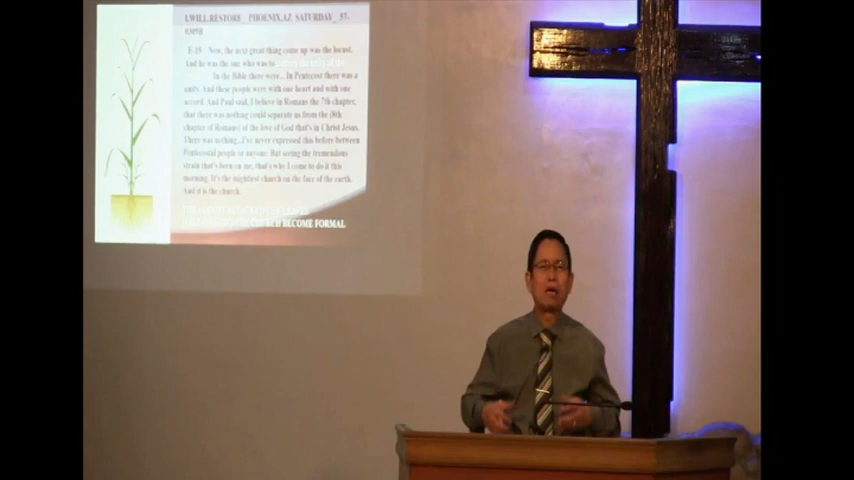 I.WILL.RESTORE_ PHOENIX,AZ SATURDAY_ 57-
0309B
E-19 Now, the next great thing come up was the locust.
And he was the one who was to
In the Bible there were... In Pentecost there was a
unity. And these people were with one heart and with one
accord. And Paul said, I believe in Romans the 7th chapter,
that there was nothing could separate us from the (8th
chapter of Romans) of the love of God that's in Christ Jesus.
There was nothing...I've never expressed this before between
Pentecostal people or anyone. But seeing the tremendous
strain that's born on me, that's why I come to do it this
morning. It's the mightiest church on the face of the earth.
And it is the church.
CHURCH BECOME FORMAL